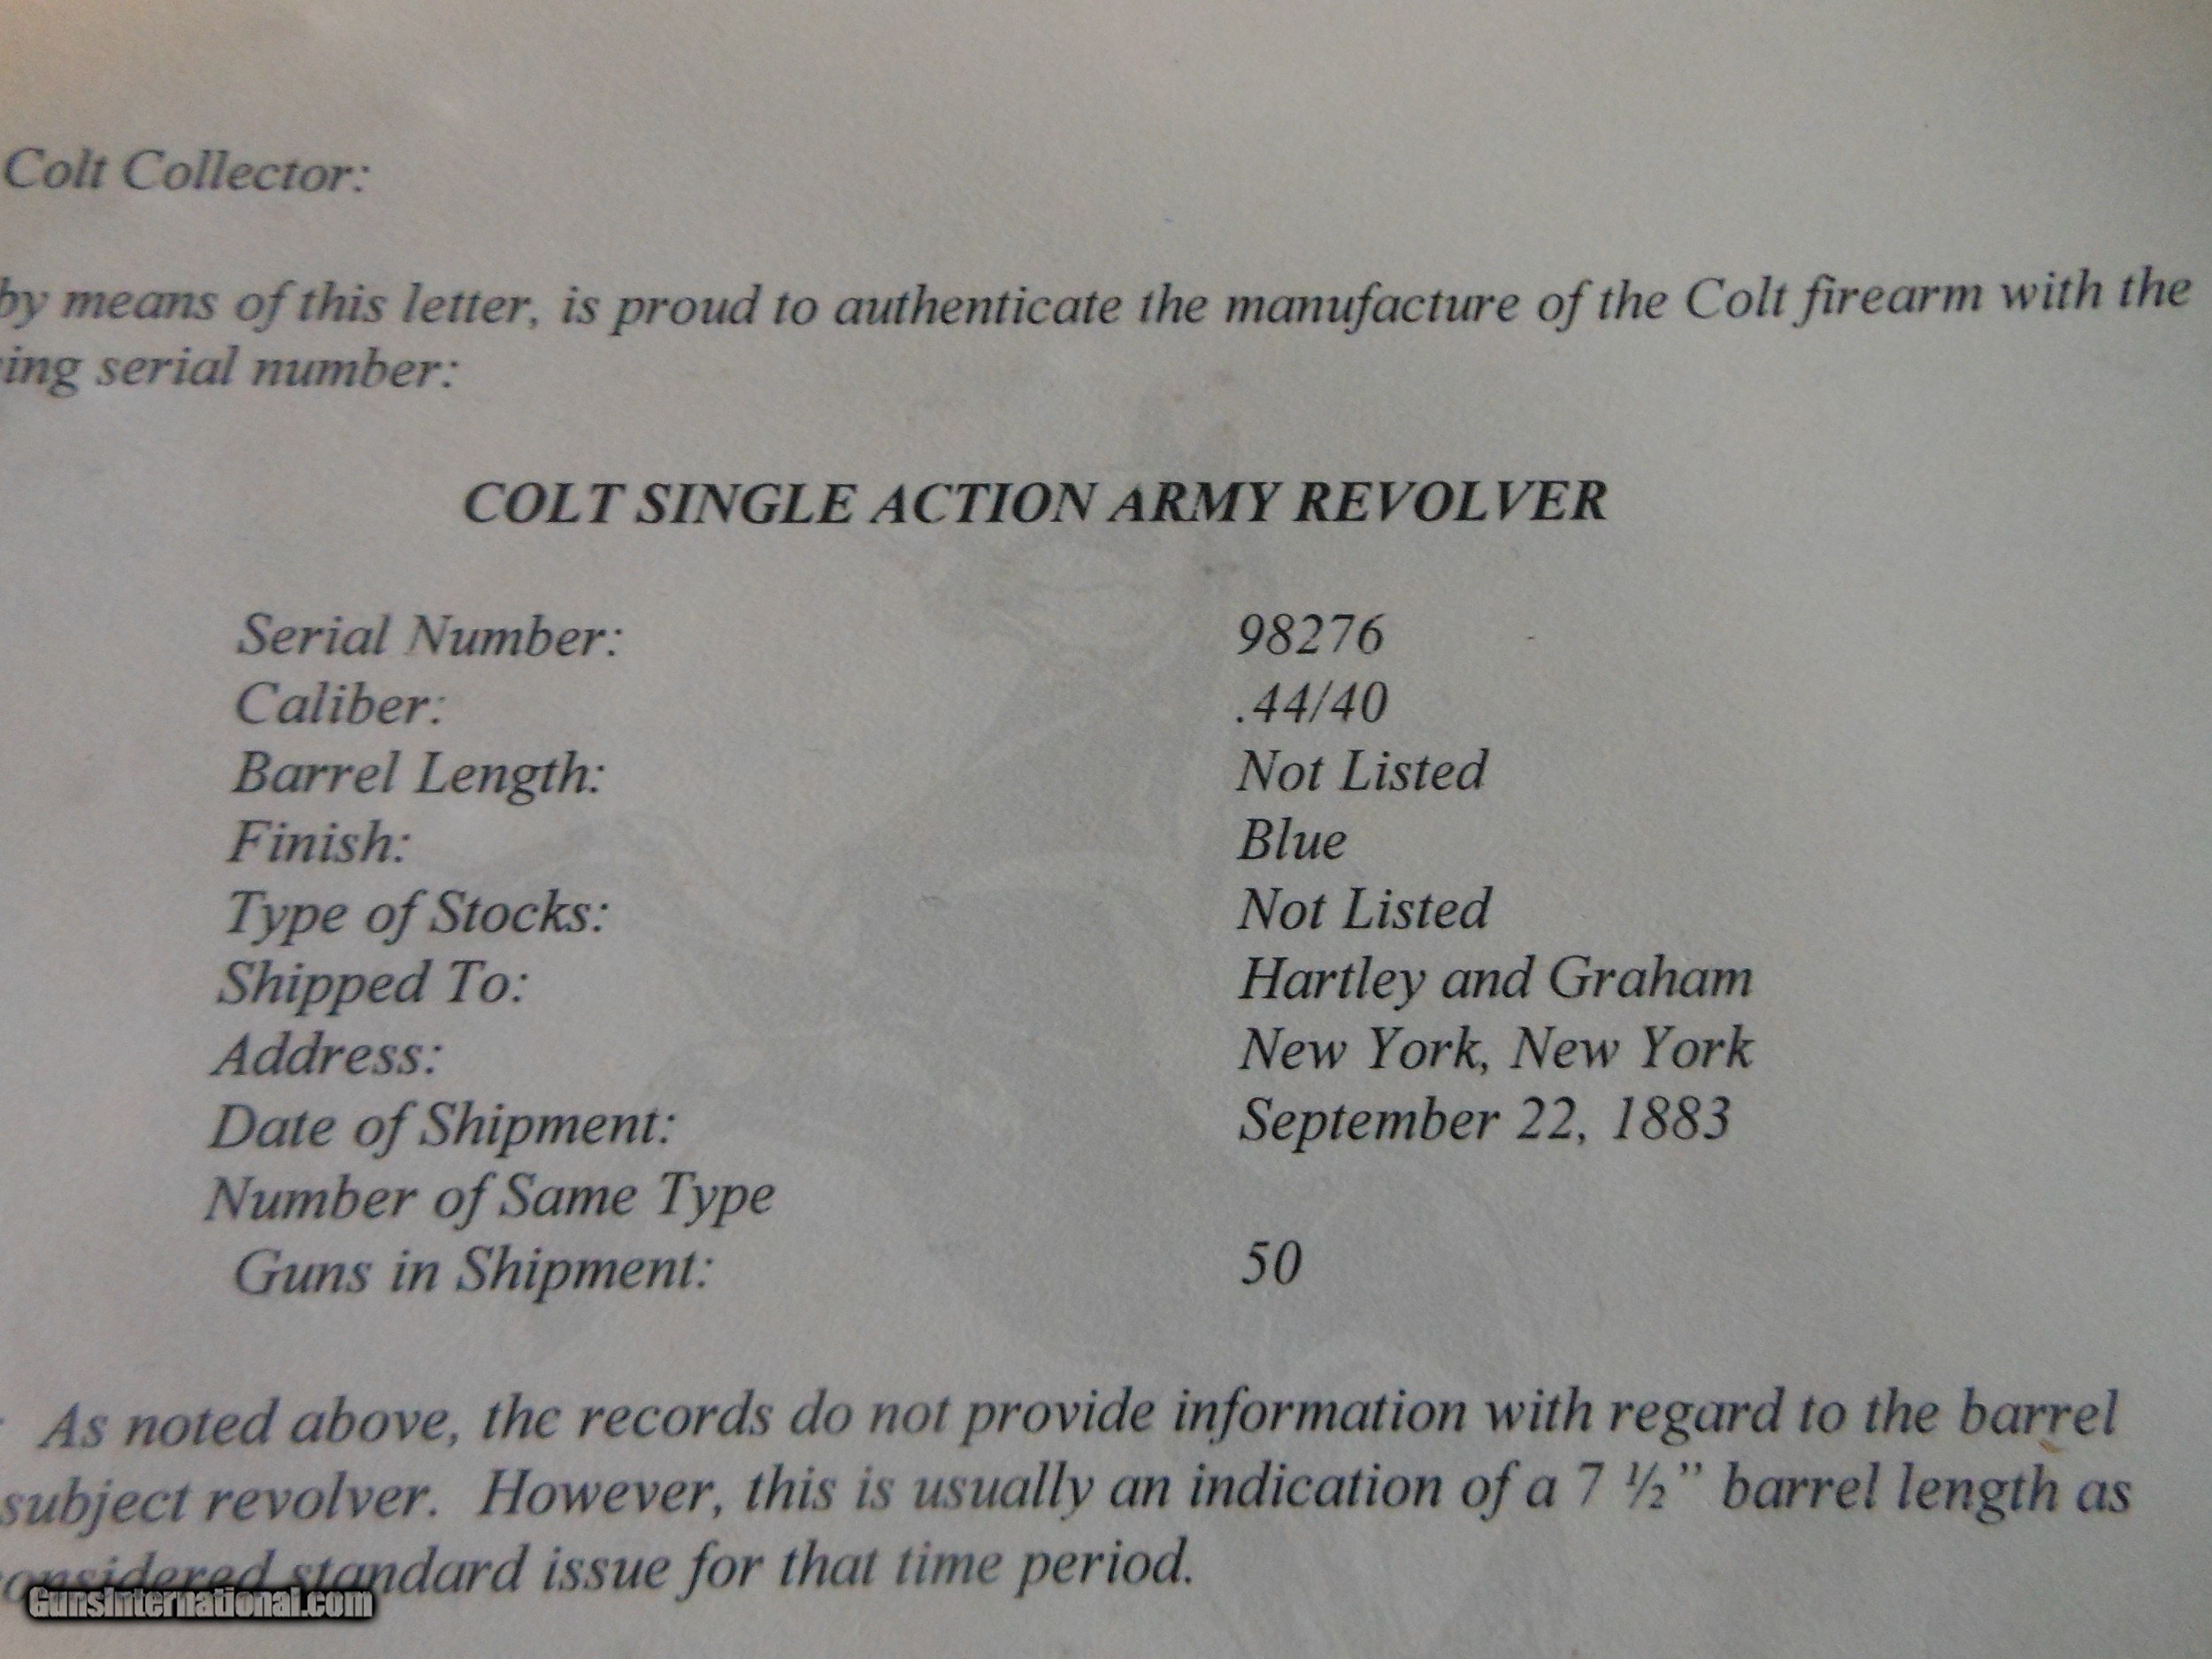 Colt Collector:
by means of this letter, is proud to authenticate the manufacture of the Colt firearm with the
ing serial number:
COLT SINGLE ACTION ARMY REVOLVER
Serial Number: 98276
Caliber: .44/40
Barrel Length: Not Listed
Finish: Blue
Type of Stocks: Not Listed
Shipped To: Hartley and Graham
Address: New York, New York
Date of Shipment: September 22, 1883
Number of Same Type
Guns in Shipment: 50
As noted above, the records do not provide information with regard to the barrel
subject revolver. However, this is usually an indication of a 7 ½” barrel length as
onsidered standard issue for that time period.
GunsInternational.com